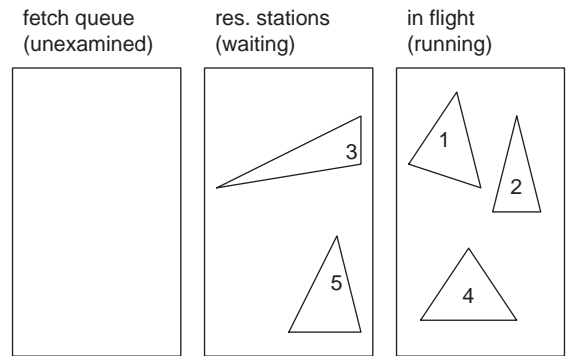 fetch queue
(unexamined)
res. stations
(waiting)
in flight
(running)
3
5
1
2
4